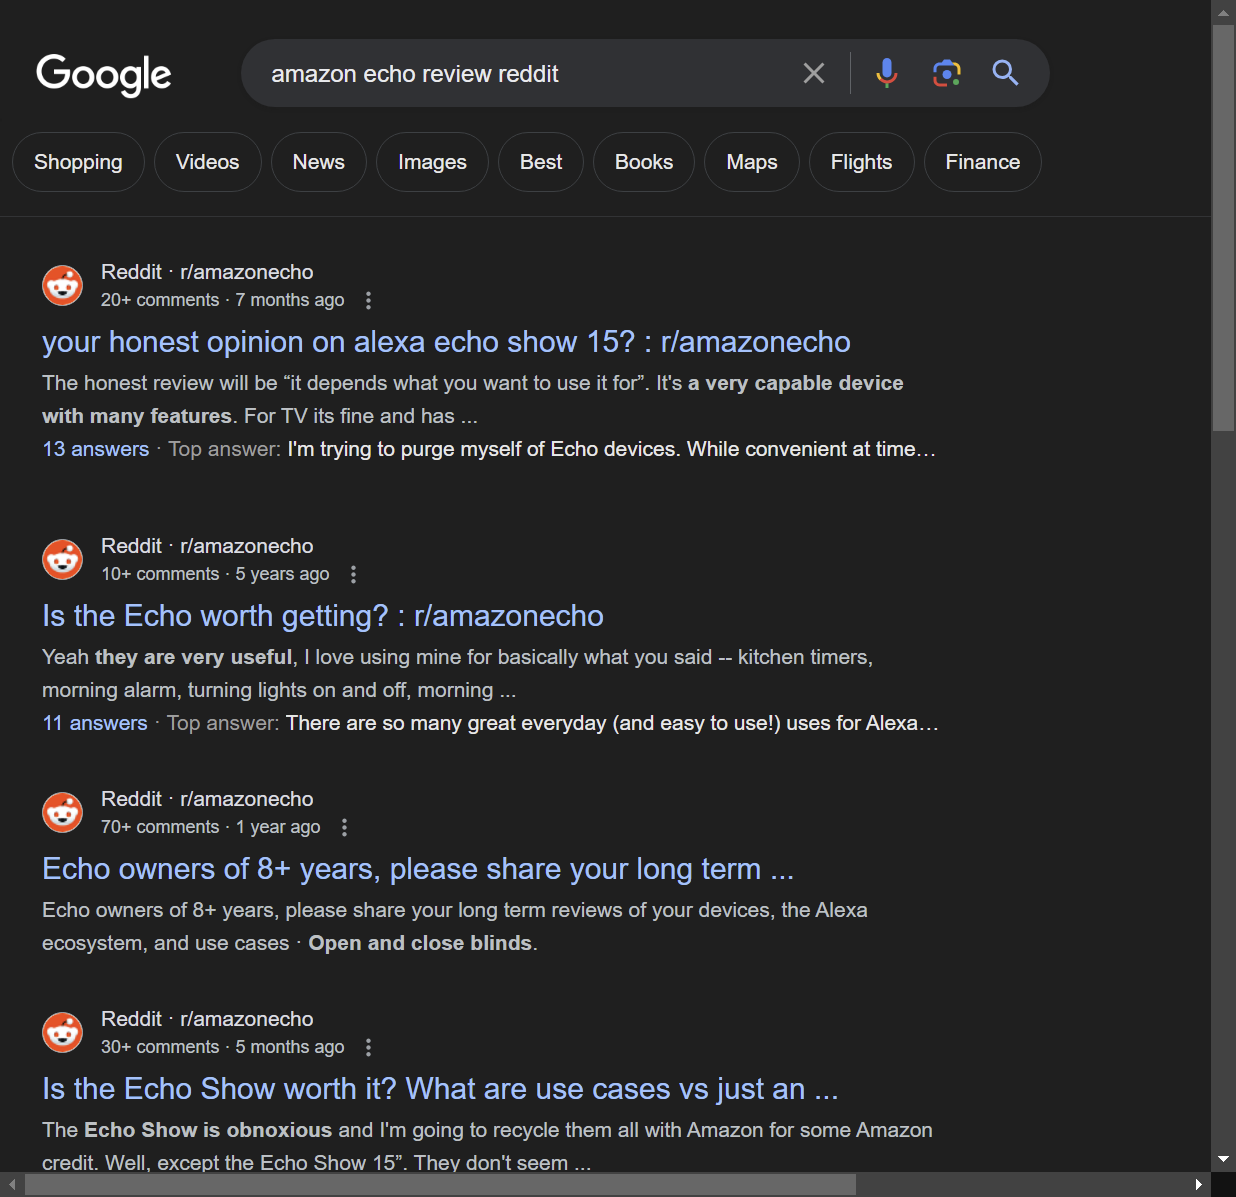 Google
amazon echo review reddit
Shopping
Videos
News
Images
Best
Books
Maps
Flights
Finance
Reddit · r/amazonecho
20+ comments · 7 months ago
your honest opinion on alexa echo show 15? : r/amazonecho
The honest review will be “it depends what you want to use it for”. It's a very capable device
with many features. For TV its fine and has ...
13 answers · Top answer: I'm trying to purge myself of Echo devices. While convenient at time…
Reddit · r/amazonecho
10+ comments · 5 years ago
Is the Echo worth getting? : r/amazonecho
Yeah they are very useful, I love using mine for basically what you said -- kitchen timers,
morning alarm, turning lights on and off, morning ...
11 answers · Top answer: There are so many great everyday (and easy to use!) uses for Alexa…
Reddit · r/amazonecho
70+ comments · 1 year ago
Echo owners of 8+ years, please share your long term ...
Echo owners of 8+ years, please share your long term reviews of your devices, the Alexa
ecosystem, and use cases · Open and close blinds.
Reddit · r/amazonecho
30+ comments · 5 months ago
Is the Echo Show worth it? What are use cases vs just an ...
The Echo Show is obnoxious and I'm going to recycle them all with Amazon for some Amazon
credit. Well, except the Echo Show 15”. They don't seem ...